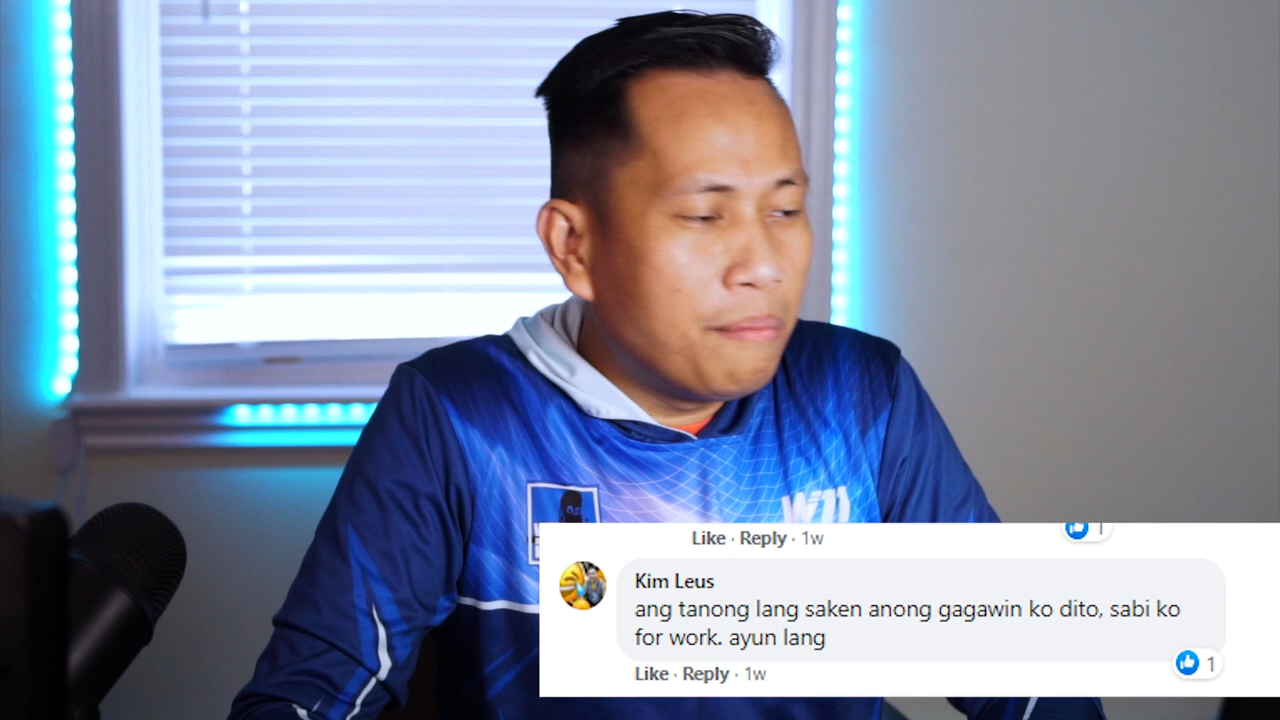 Like · Reply · 1w
1
Kim Leus
ang tanong lang saken anong gagawin ko dito, sabi ko
for work. ayun lang
1
Like · Reply · 1w